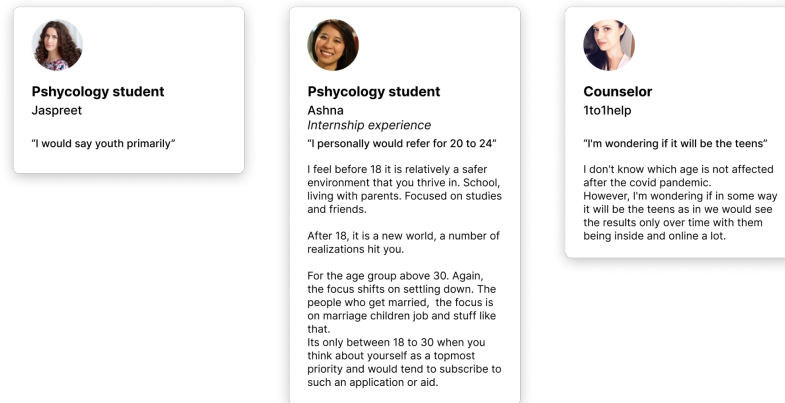 Pshycology student
Jaspreet
“I would say youth primarily”
Pshycology student
Ashna
Internship experience
“I personally would refer for 20 to 24”
I feel before 18 it is relatively a safer
environment that you thrive in. School,
living with parents. Focused on studies
and friends.
After 18, it is a new world, a number of
realizations hit you.
For the age group above 30. Again,
the focus shifts on settling down. The
people who get married,  the focus is
on marriage children job and stuff like
that.
Its only between 18 to 30 when you
think about yourself as a topmost
priority and would tend to subscribe to
such an application or aid.
Counselor
1to1help
“I'm wondering if it will be the teens”
I don't know which age is not affected
after the covid pandemic.
However, I'm wondering if in some way
it will be the teens as in we would see
the results only over time with them
being inside and online a lot.